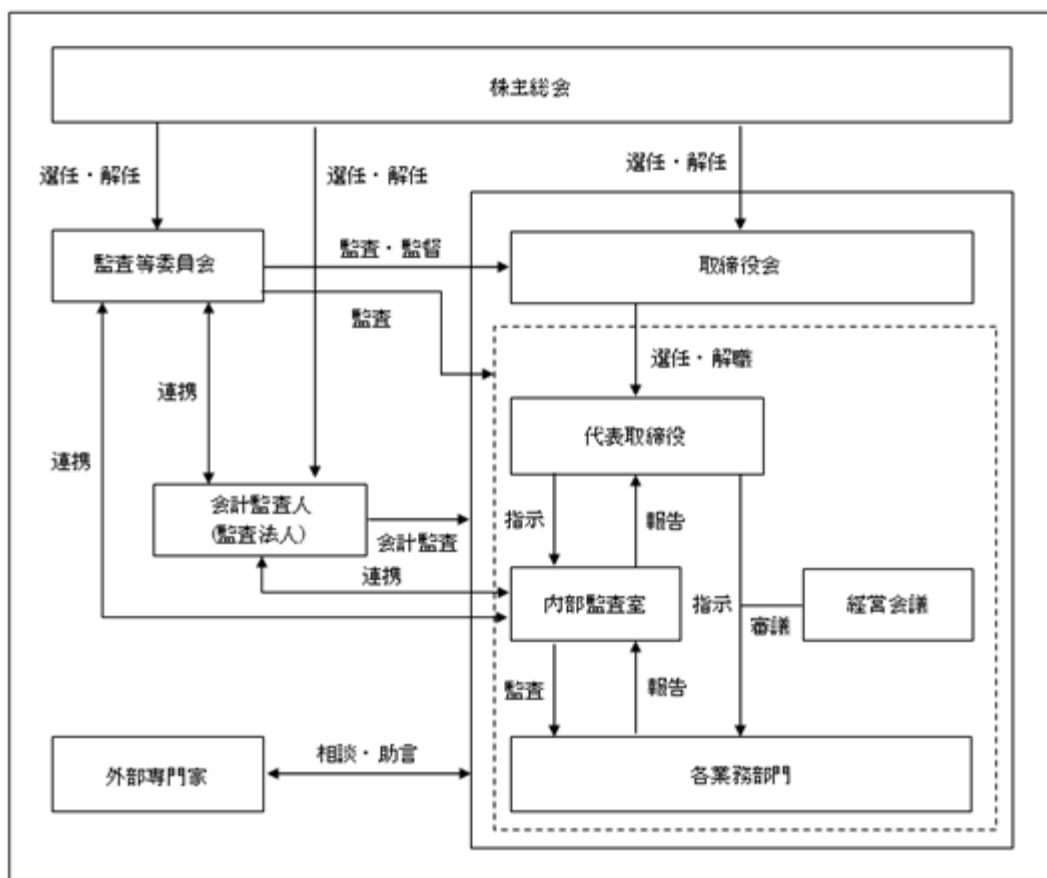 株主総会
選任・解任
選任・解任
選任・解任
監査等委員会
監査・監督
取締役会
監査
選任・解職
連携
代表取締役
連携
会計監査人
(監査法人)
会計監査
指示
報告
連携
内部監査室
指示
審議
経営会議
監査
報告
外部専門家
相談・助言
各業務部門